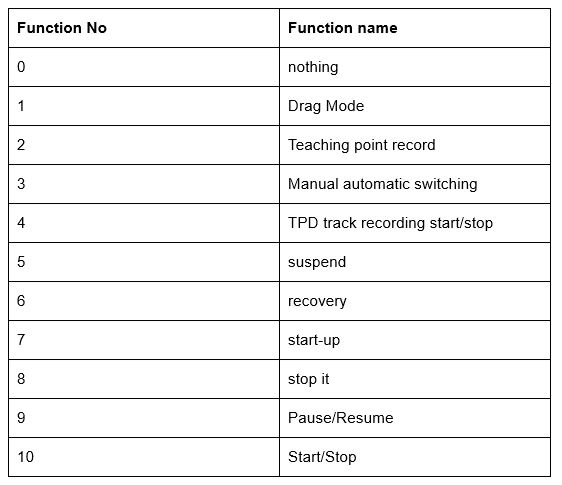 Function No Function name
0 nothing
1 Drag Mode
2 Teaching point record
3 Manual automatic switching
4 TPD track recording start/stop
5 suspend
6 recovery
7 start-up
8 stop it
9 Pause/Resume
10 Start/Stop